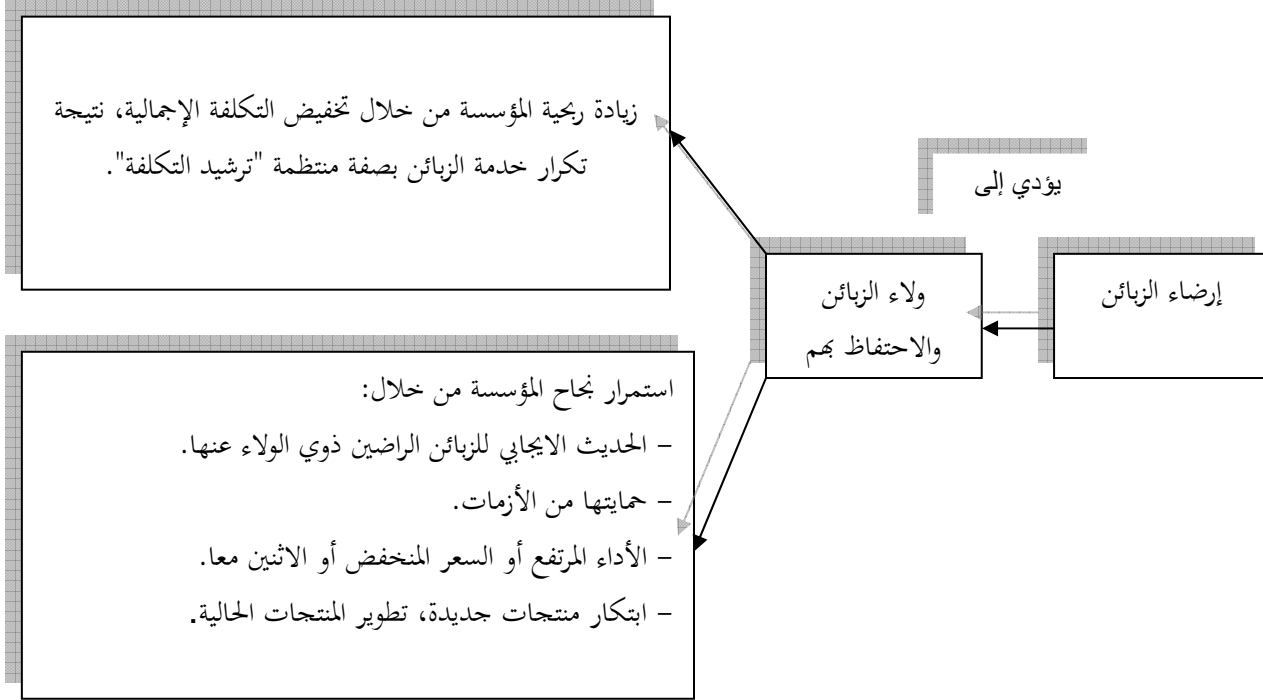 يؤدي إلى
إرضاء الزبائن
ولاء الزبائن
والاحتفاظ بهم
زيادة ربحية المؤسسة من خلال تخفيض التكلفة الإجمالية، نتيجة
تكرار خدمة الزبائن بصفة منتظمة "ترشيد التكلفة".
استمرار نجاح المؤسسة من خلال:
– الحديث الايجابي للزبائن الراضين ذوي الولاء عنها.
– حمايتها من الأزمات.
– الأداء المرتفع أو السعر المنخفض أو الاثنين معا.
– ابتكار منتجات جديدة، تطوير المنتجات الحالية.